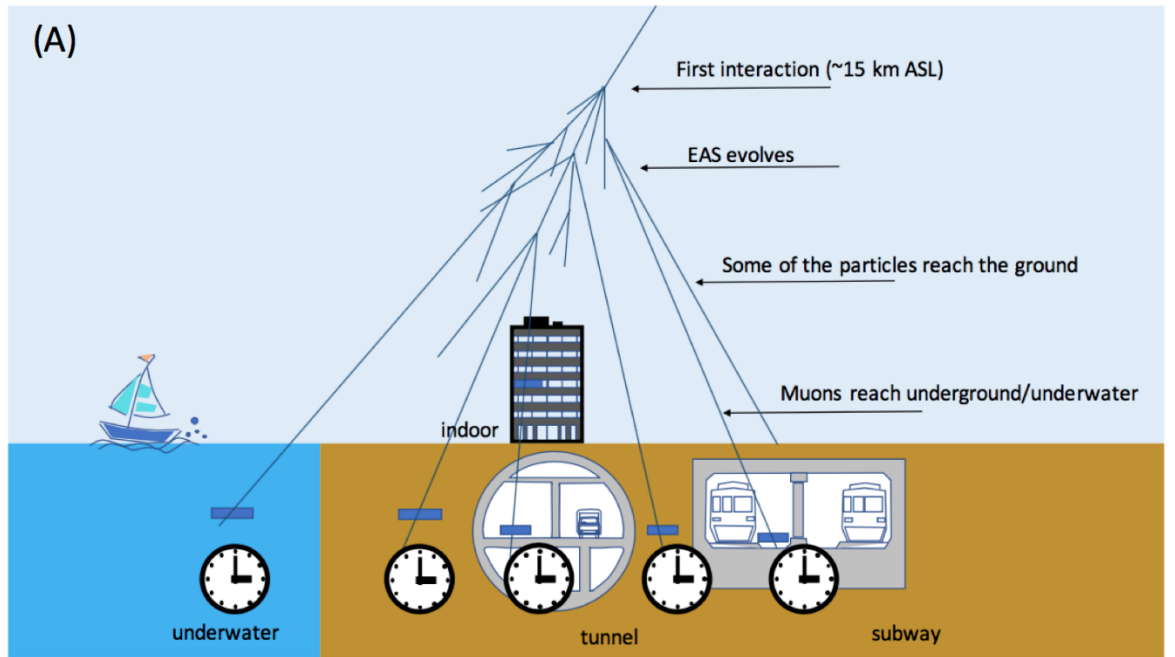 (A)
First interaction (~15 km ASL)
EAS evolves
Some of the particles reach the ground
Muons reach underground/underwater
indoor
underwater
tunnel
subway